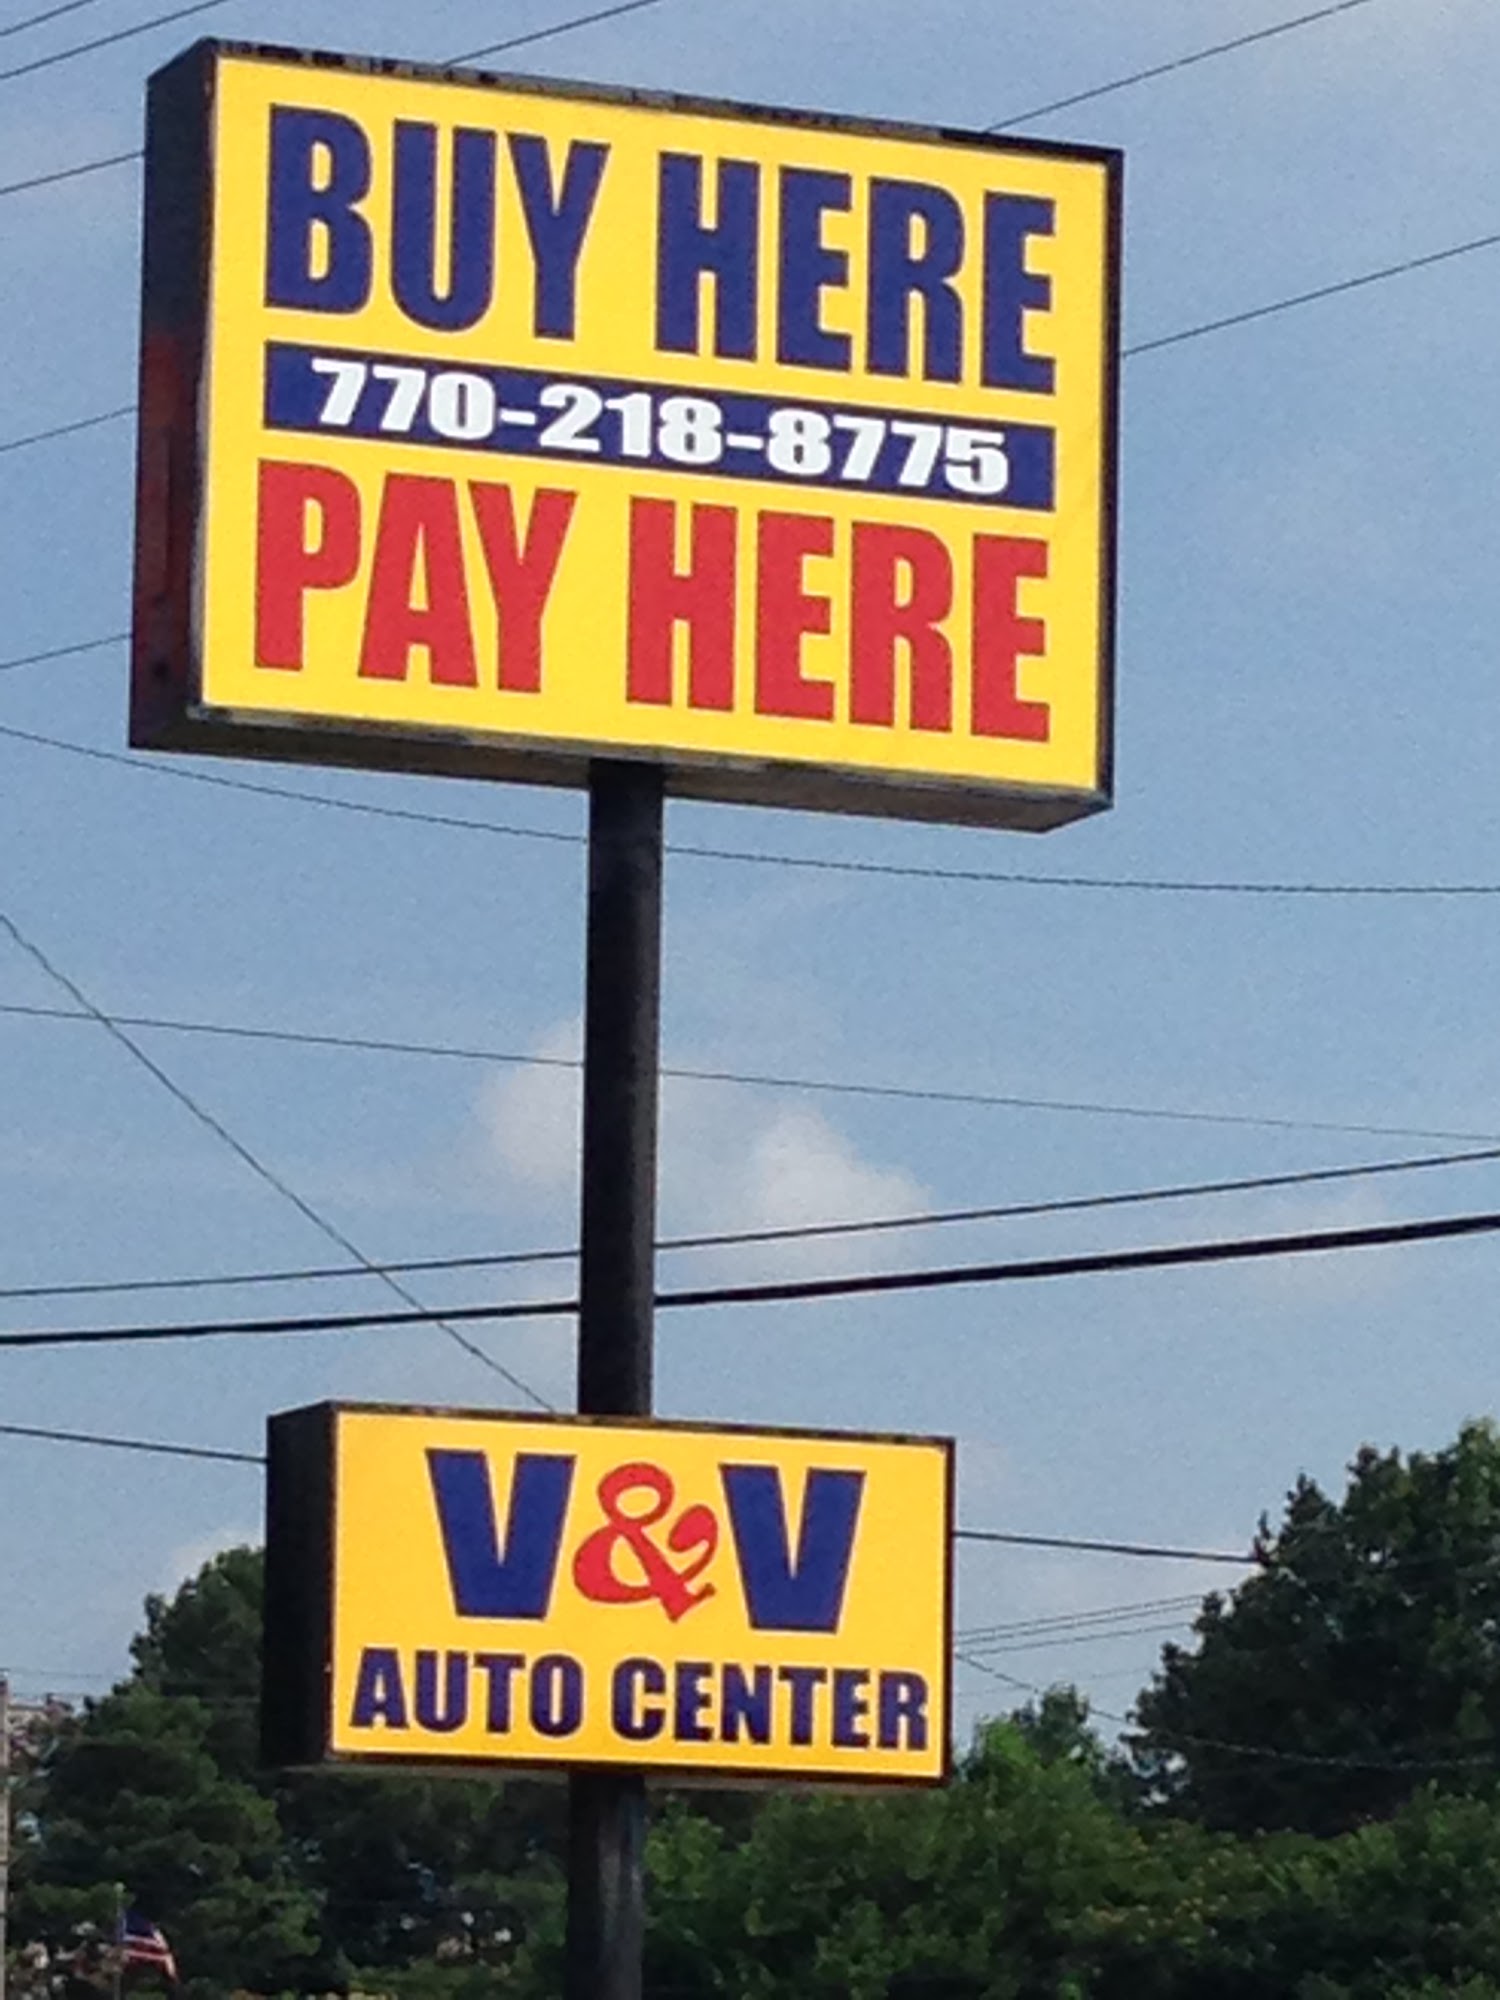 BUY HERE
770-218-8775
PAY HERE
V&V
AUTO CENTER